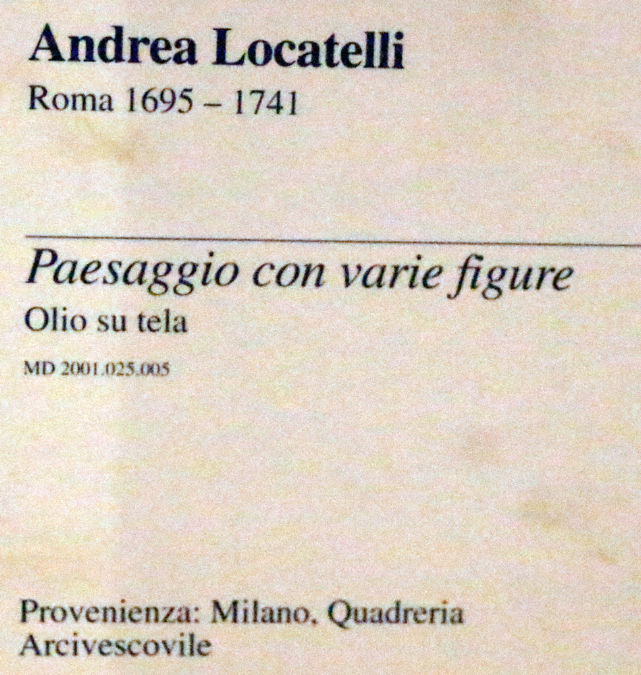 Andrea Locatelli
Roma 1695 – 1741
Paesaggio con varie figure
Olio su tela
MD 2001.025.005
Provenienza: Milano, Quadreria
Arcivescovile